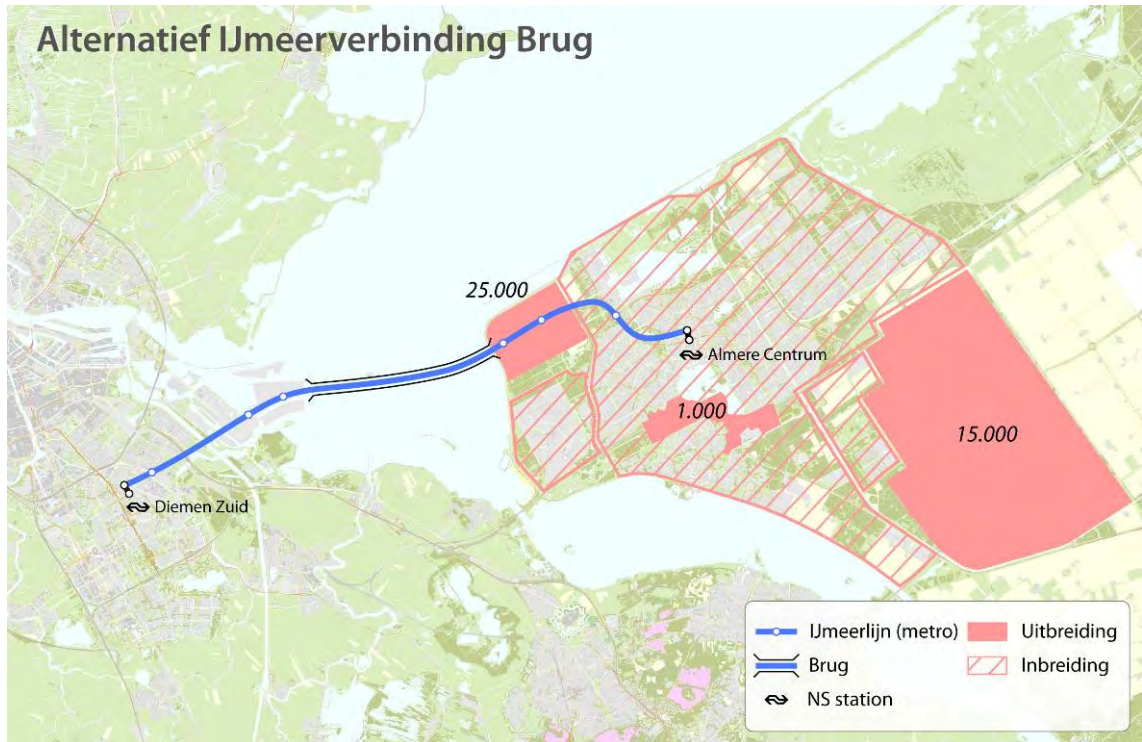 Alternatief IJmeerverbinding Brug
25.000
Almere Centrum
1.000
15.000
Diemen Zuid
IJmeerlijn (metro)
Uitbreiding
Brug
Inbreiding
NS station